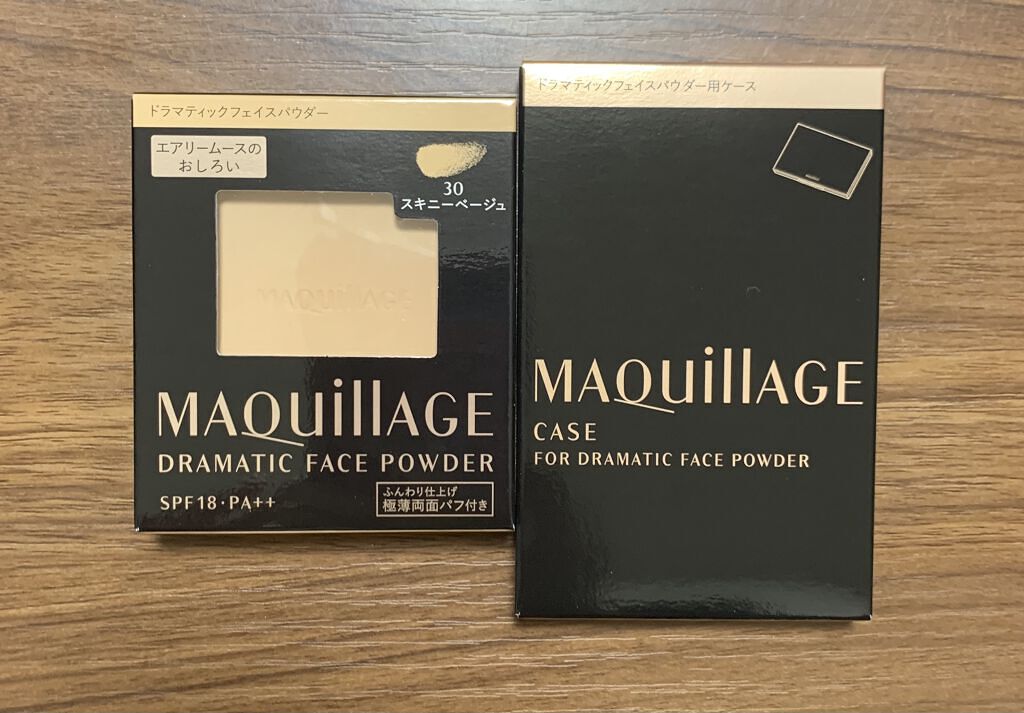 ドラマティックフェイスパウダー
エアリームースの
おしろい
30
スキニーベージュ
MAQuillAGE
MAQuillAGE
DRAMATIC FACE POWDER
SPF18・PA++
ふんわり仕上げ
極薄両面パフ付き
ドラマティックフェイスパウダー用ケース
MAQuillAGE
CASE
FOR DRAMATIC FACE POWDER